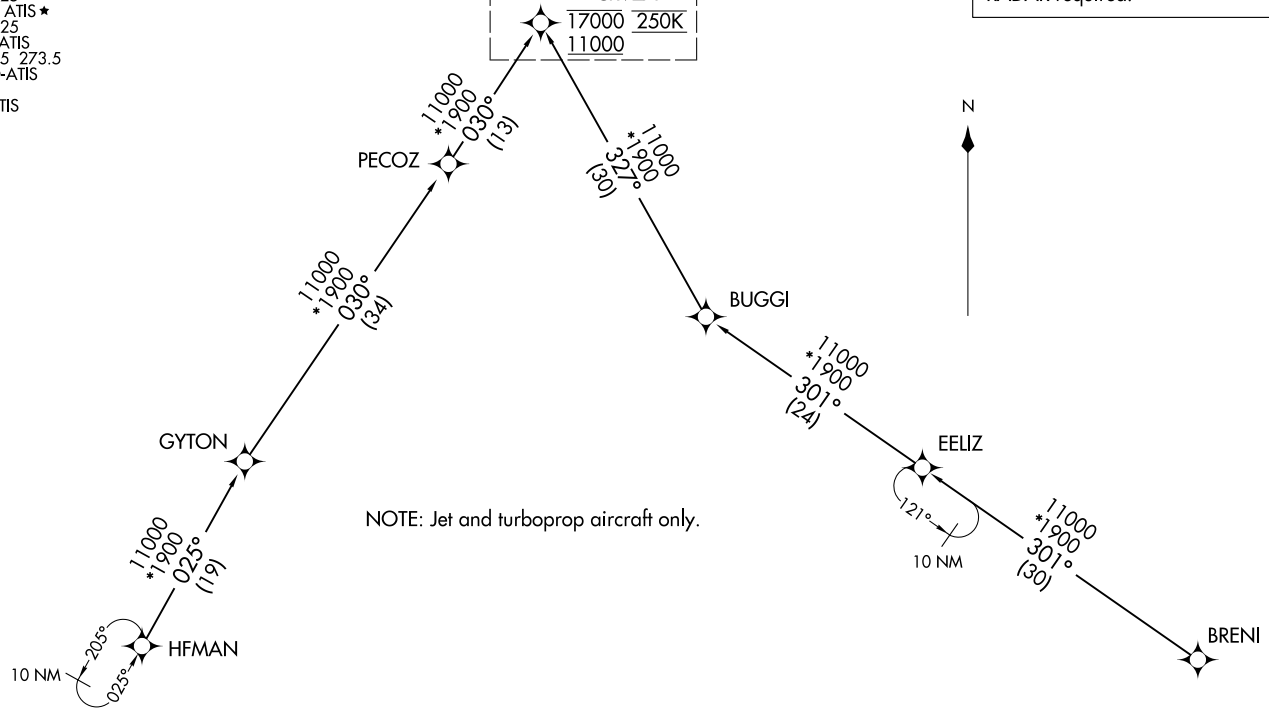 ATIS ★
25
ATIS
5 273.5
-ATIS
TIS
17000 250K
11000
RADAR required.
N
11000
*1900
030°
(13)
PECOZ
11000
*1900
327°
(30)
11000
*1900
030°
(34)
BUGGI
11000
*1900
301°
(24)
GYTON
EELIZ
121°
10 NM
NOTE: Jet and turboprop aircraft only.
11000
*1900
301°
(30)
11000
*1900
025°
(19)
BRENI
HFMAN
205°
025°
10 NM